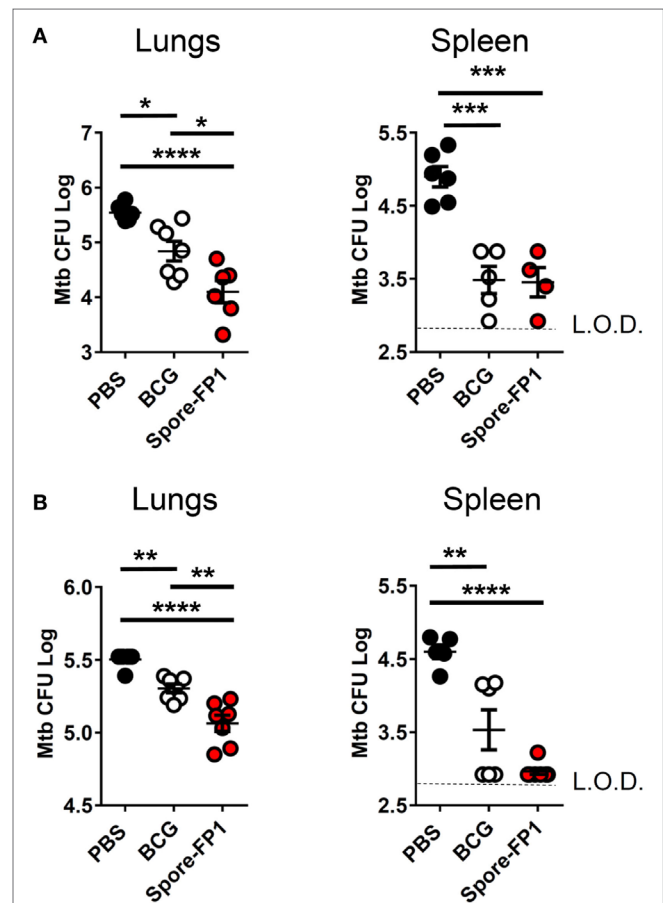 A
Lungs
Spleen
*
*
****
***
***
Mtb CFU Log
7
6
5
4
3
PBS
BCG
Spore-FP1
Mtb CFU Log
5.5
4.5
3.5
2.5
L.O.D.
PBS
BCG
Spore-FP1
B
Lungs
Spleen
**
**
****
**
****
Mtb CFU Log
6.0
5.5
5.0
4.5
PBS
BCG
Spore-FP1
Mtb CFU Log
5.5
4.5
3.5
2.5
L.O.D.
PBS
BCG
Spore-FP1